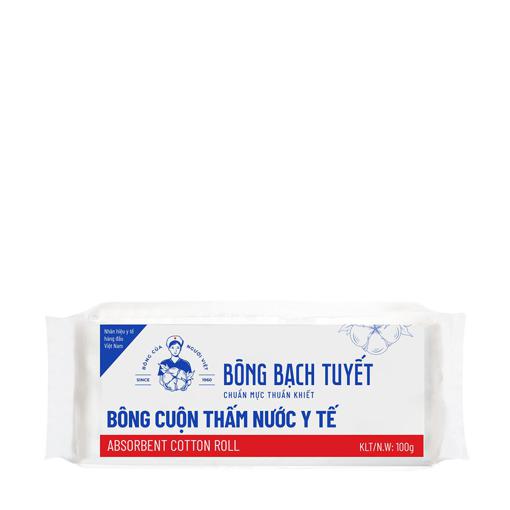 Nhãn hiệu y tế
hàng đầu
Việt Nam
BÔNG CỦA NGƯỜI VIỆT
SINCE 1960
BÔNG BẠCH TUYẾT
CHUẨN MỰC THUẦN KHIẾT
BÔNG CUỘN THẤM NƯỚC Y TẾ
ABSORBENT COTTON ROLL KLT/N.W: 100g